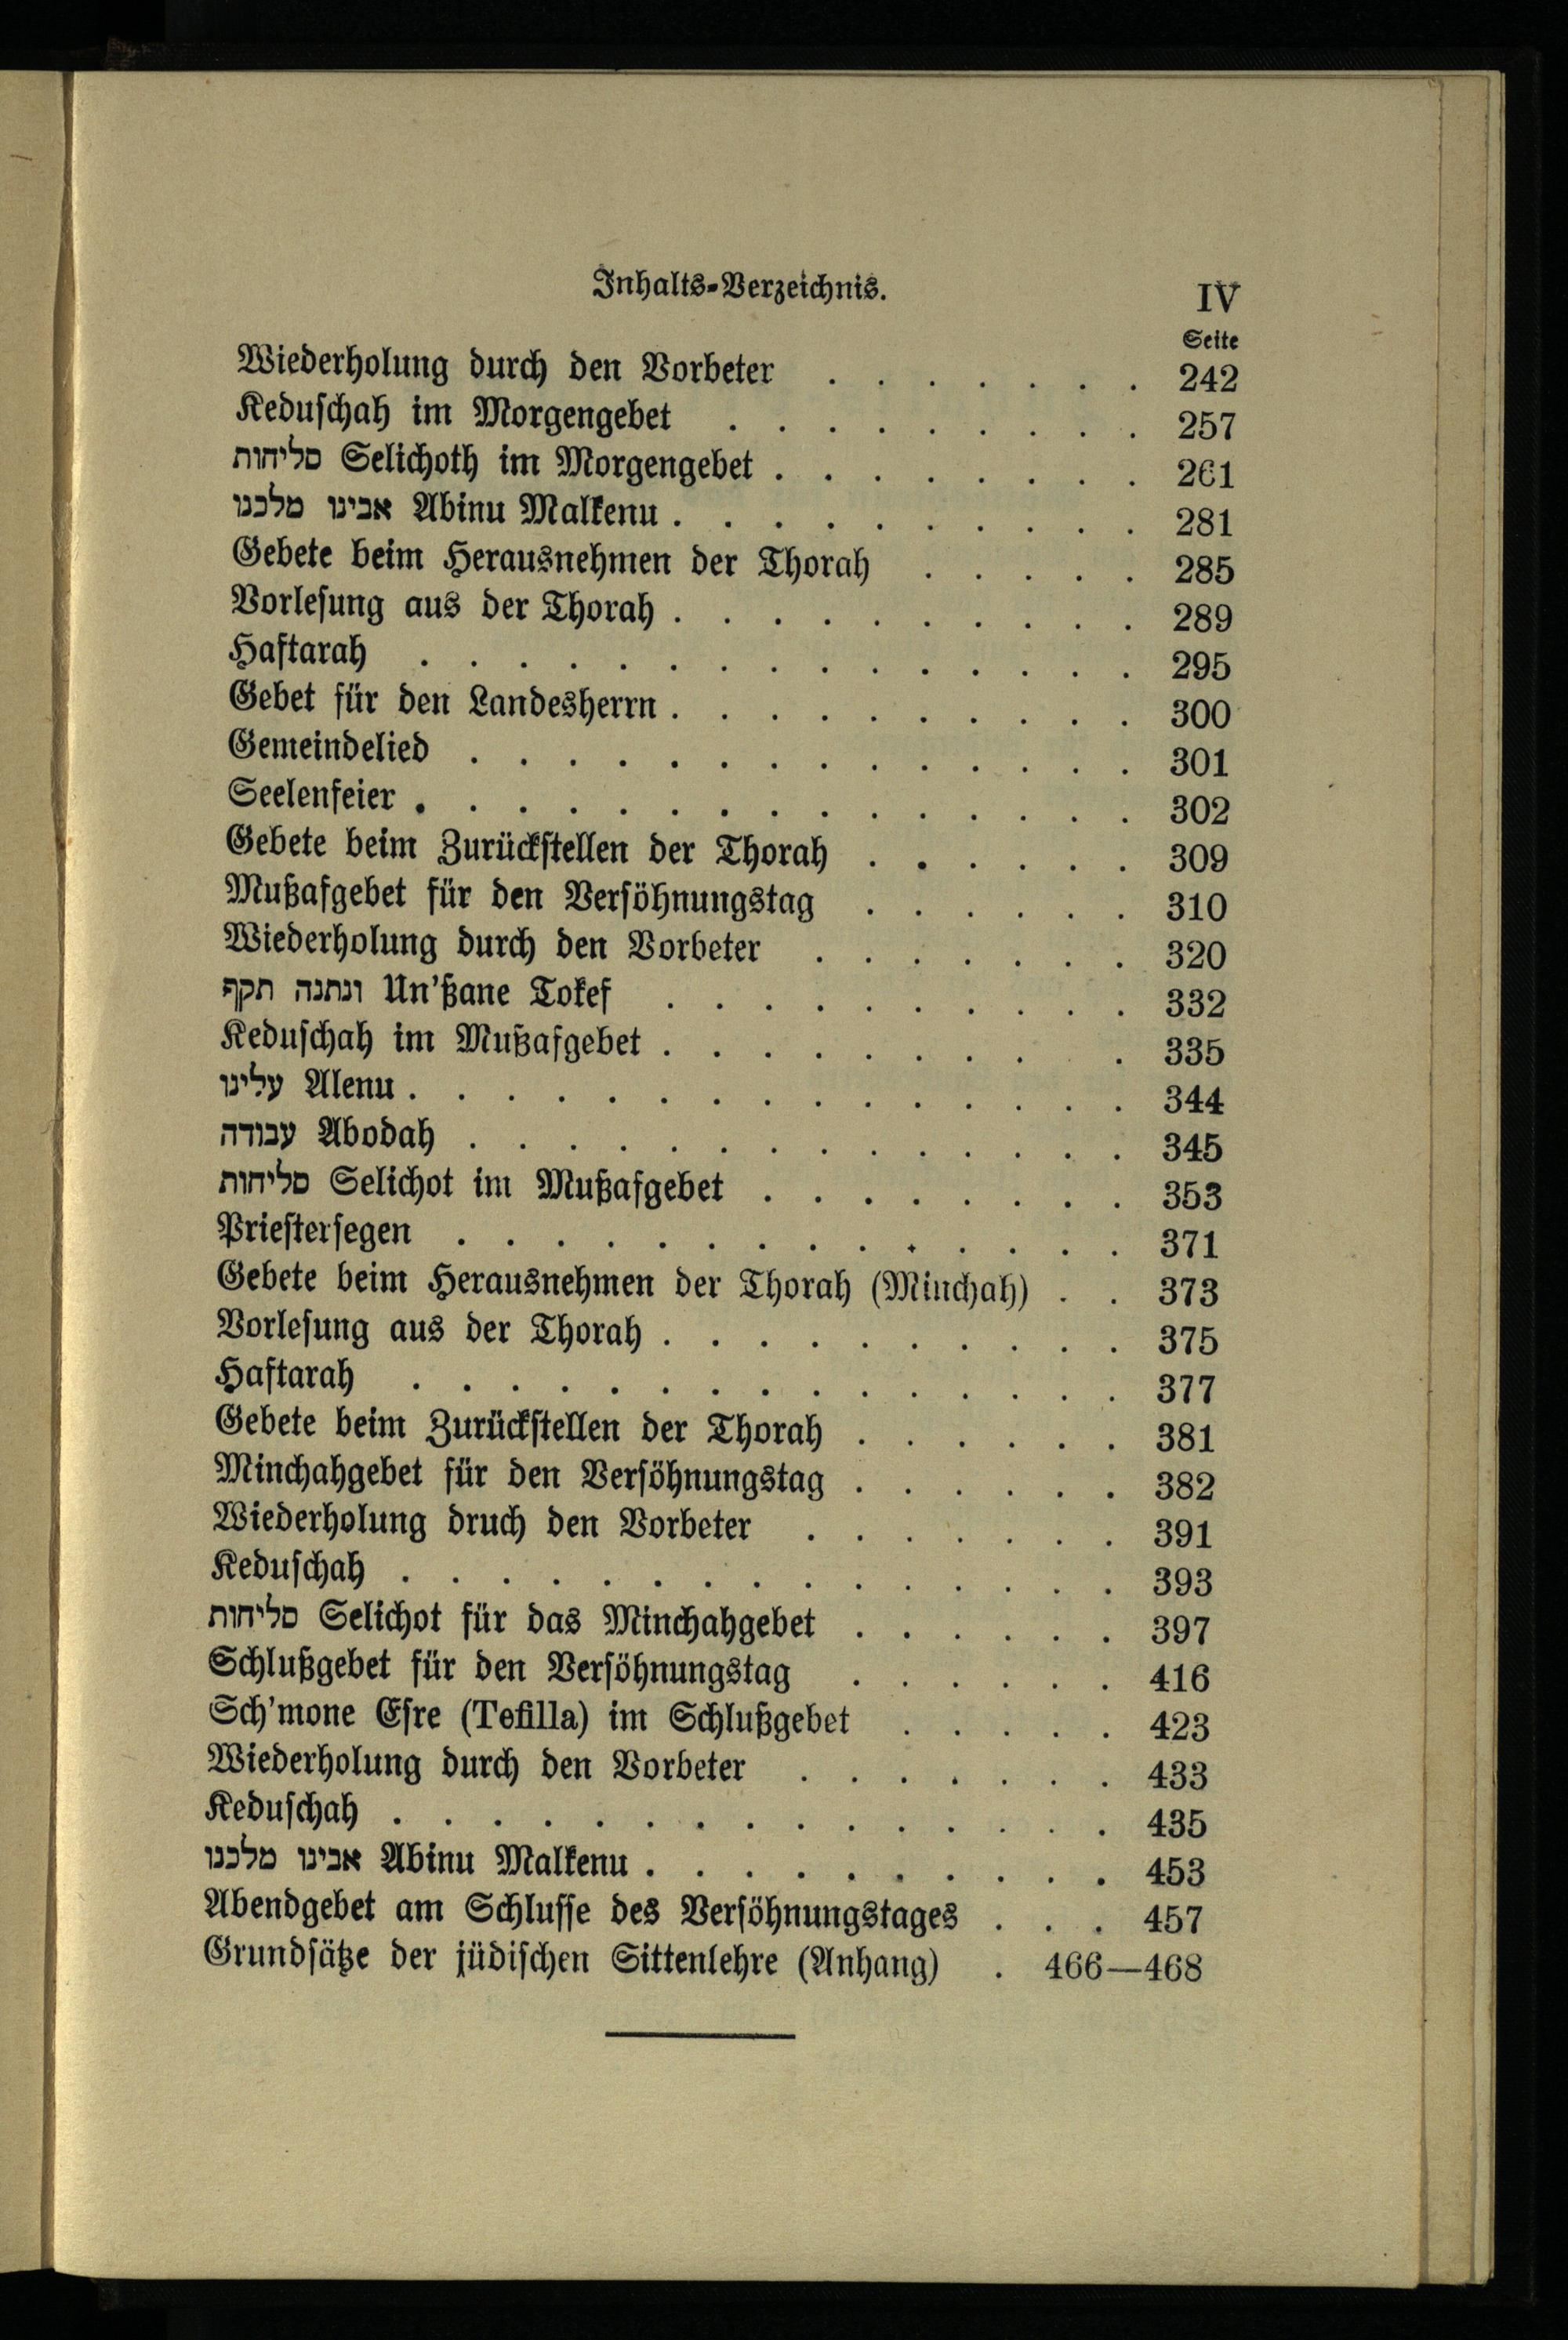 Inhalts-Verzeichnis. IV
Seite
Wiederholung durch den Vorbeter . . . . . . . 242
Keduschah im Morgengebet . . . . . . . . . 257
סליחות Selichoth im Morgengebet . . . . . . . . 261
אבינו מלכנו Abinu Malkenu . . . . . . . . . . 281
Gebete beim Herausnehmen der Thorah . . . . . 285
Vorlesung aus der Thorah . . . . . . . . . . 289
Haftarah . . . . . . . . . . . . . . . 295
Gebet für den Landesherrn . . . . . . . . . . 300
Gemeindelied . . . . . . . . . . . . . . 301
Seelenfeier . . . . . . . . . . . . . . . 302
Gebete beim Zurückstellen der Thorah . . . . . . 309
Mußafgebet für den Versöhnungstag . . . . . . 310
Wiederholung durch den Vorbeter . . . . . . . 320
ונתנה תקף Un'ßane Tokef . . . . . . . . . . 332
Keduschah im Mußafgebet . . . . . . . . . 335
עלינו Alenu . . . . . . . . . . . . . . . 344
עבודה Abodah . . . . . . . . . . . . . . 345
סליחות Selichot im Mußafgebet . . . . . . . . 353
Priestersegen . . . . . . . . . . . . . . 371
Gebete beim Herausnehmen der Thorah (Minchah) . . 373
Vorlesung aus der Thorah . . . . . . . . . . 375
Haftarah . . . . . . . . . . . . . . . 377
Gebete beim Zurückstellen der Thorah . . . . . . 381
Minchahgebet für den Versöhnungstag . . . . . . 382
Wiederholung druch den Vorbeter . . . . . . . 391
Keduschah . . . . . . . . . . . . . . . 393
סליחות Selichot für das Minchahgebet . . . . . . 397
Schlußgebet für den Versöhnungstag . . . . . . 416
Sch'mone Esre (Tefilla) im Schlußgebet . . . . . 423
Wiederholung durch den Vorbeter . . . . . . . 433
Keduschah . . . . . . . . . . . . . . . 435
אבינו מלכנו Abinu Malkenu . . . . . . . . . . 453
Abendgebet am Schlusse des Versöhnungstages . . . 457
Grundsätze der jüdischen Sittenlehre (Anhang) . 466—468